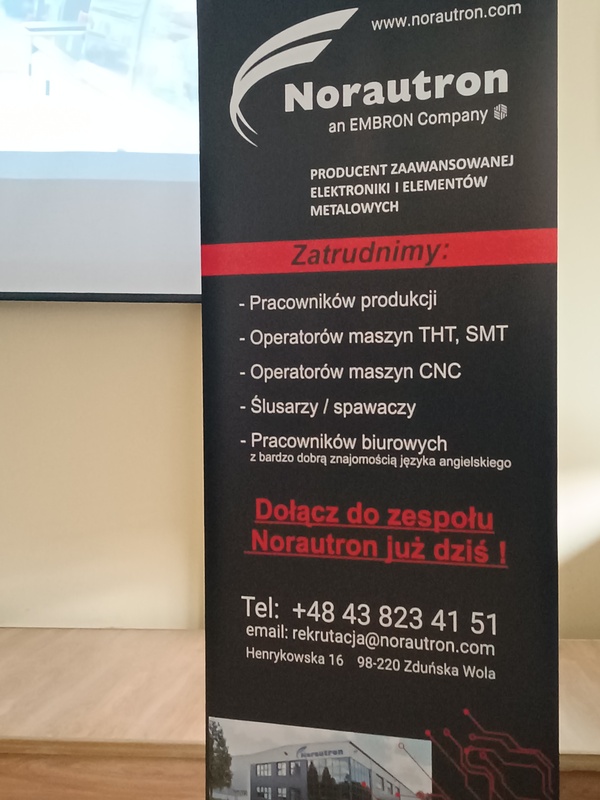 www.norautron.com
Norautron
an EMBRON Company
PRODUCENT ZAAWANSOWANEJ
ELEKTRONIKI I ELEMENTÓW
METALOWYCH
Zatrudnimy:
- Pracowników produkcji
- Operatorów maszyn THT, SMT
- Operatorów maszyn CNC
- Ślusarzy / spawaczy
- Pracowników biurowych
z bardzo dobrą znajomością języka angielskiego
Dołącz do zespołu
Norautron już dziś !
Tel: +48 43 823 41 51
email: rekrutacja@norautron.com
Henrykowska 16 98-220 Zduńska Wola
Norautron